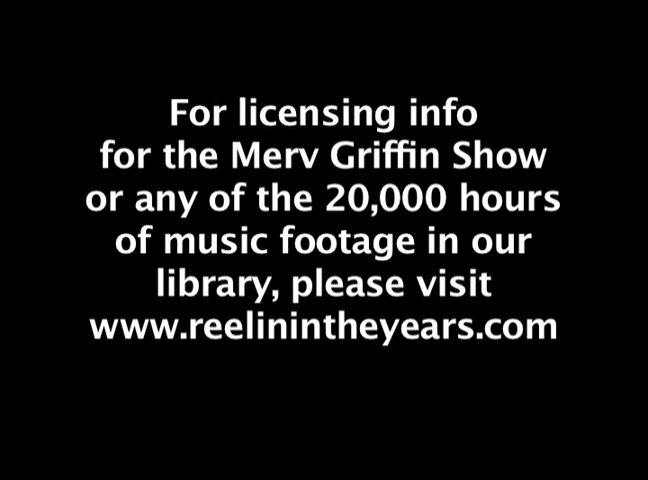 For licensing info
for the Merv Griffin Show
or any of the 20,000 hours
of music footage in our
library, please visit
www.reelinintheyears.com